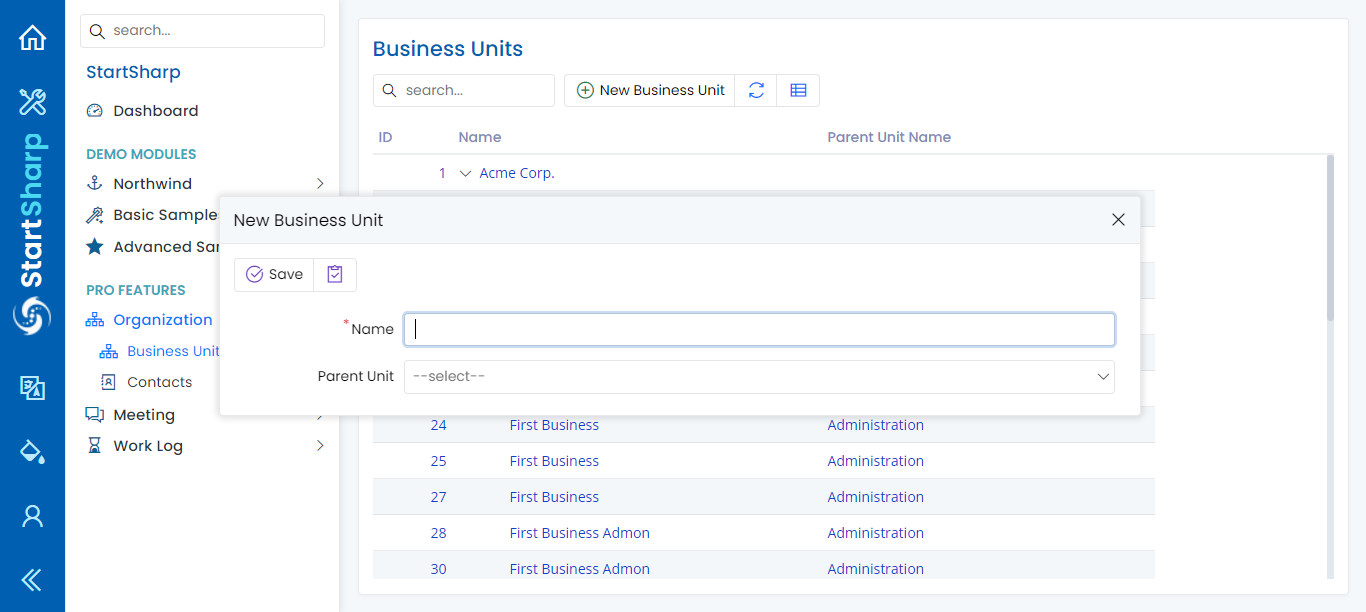 StartSharp
search...
StartSharp
Dashboard
DEMO MODULES
Northwind
Basic Sample
Advanced Sar
PRO FEATURES
Organization
Business Unit
Contacts
Meeting
Work Log
Business Units
search...
New Business Unit
ID Name Parent Unit Name
1 Acme Corp.
New Business Unit
Save
*Name
Parent Unit --select--
24 First Business Administration
25 First Business Administration
27 First Business Administration
28 First Business Admon Administration
30 First Business Admon Administration